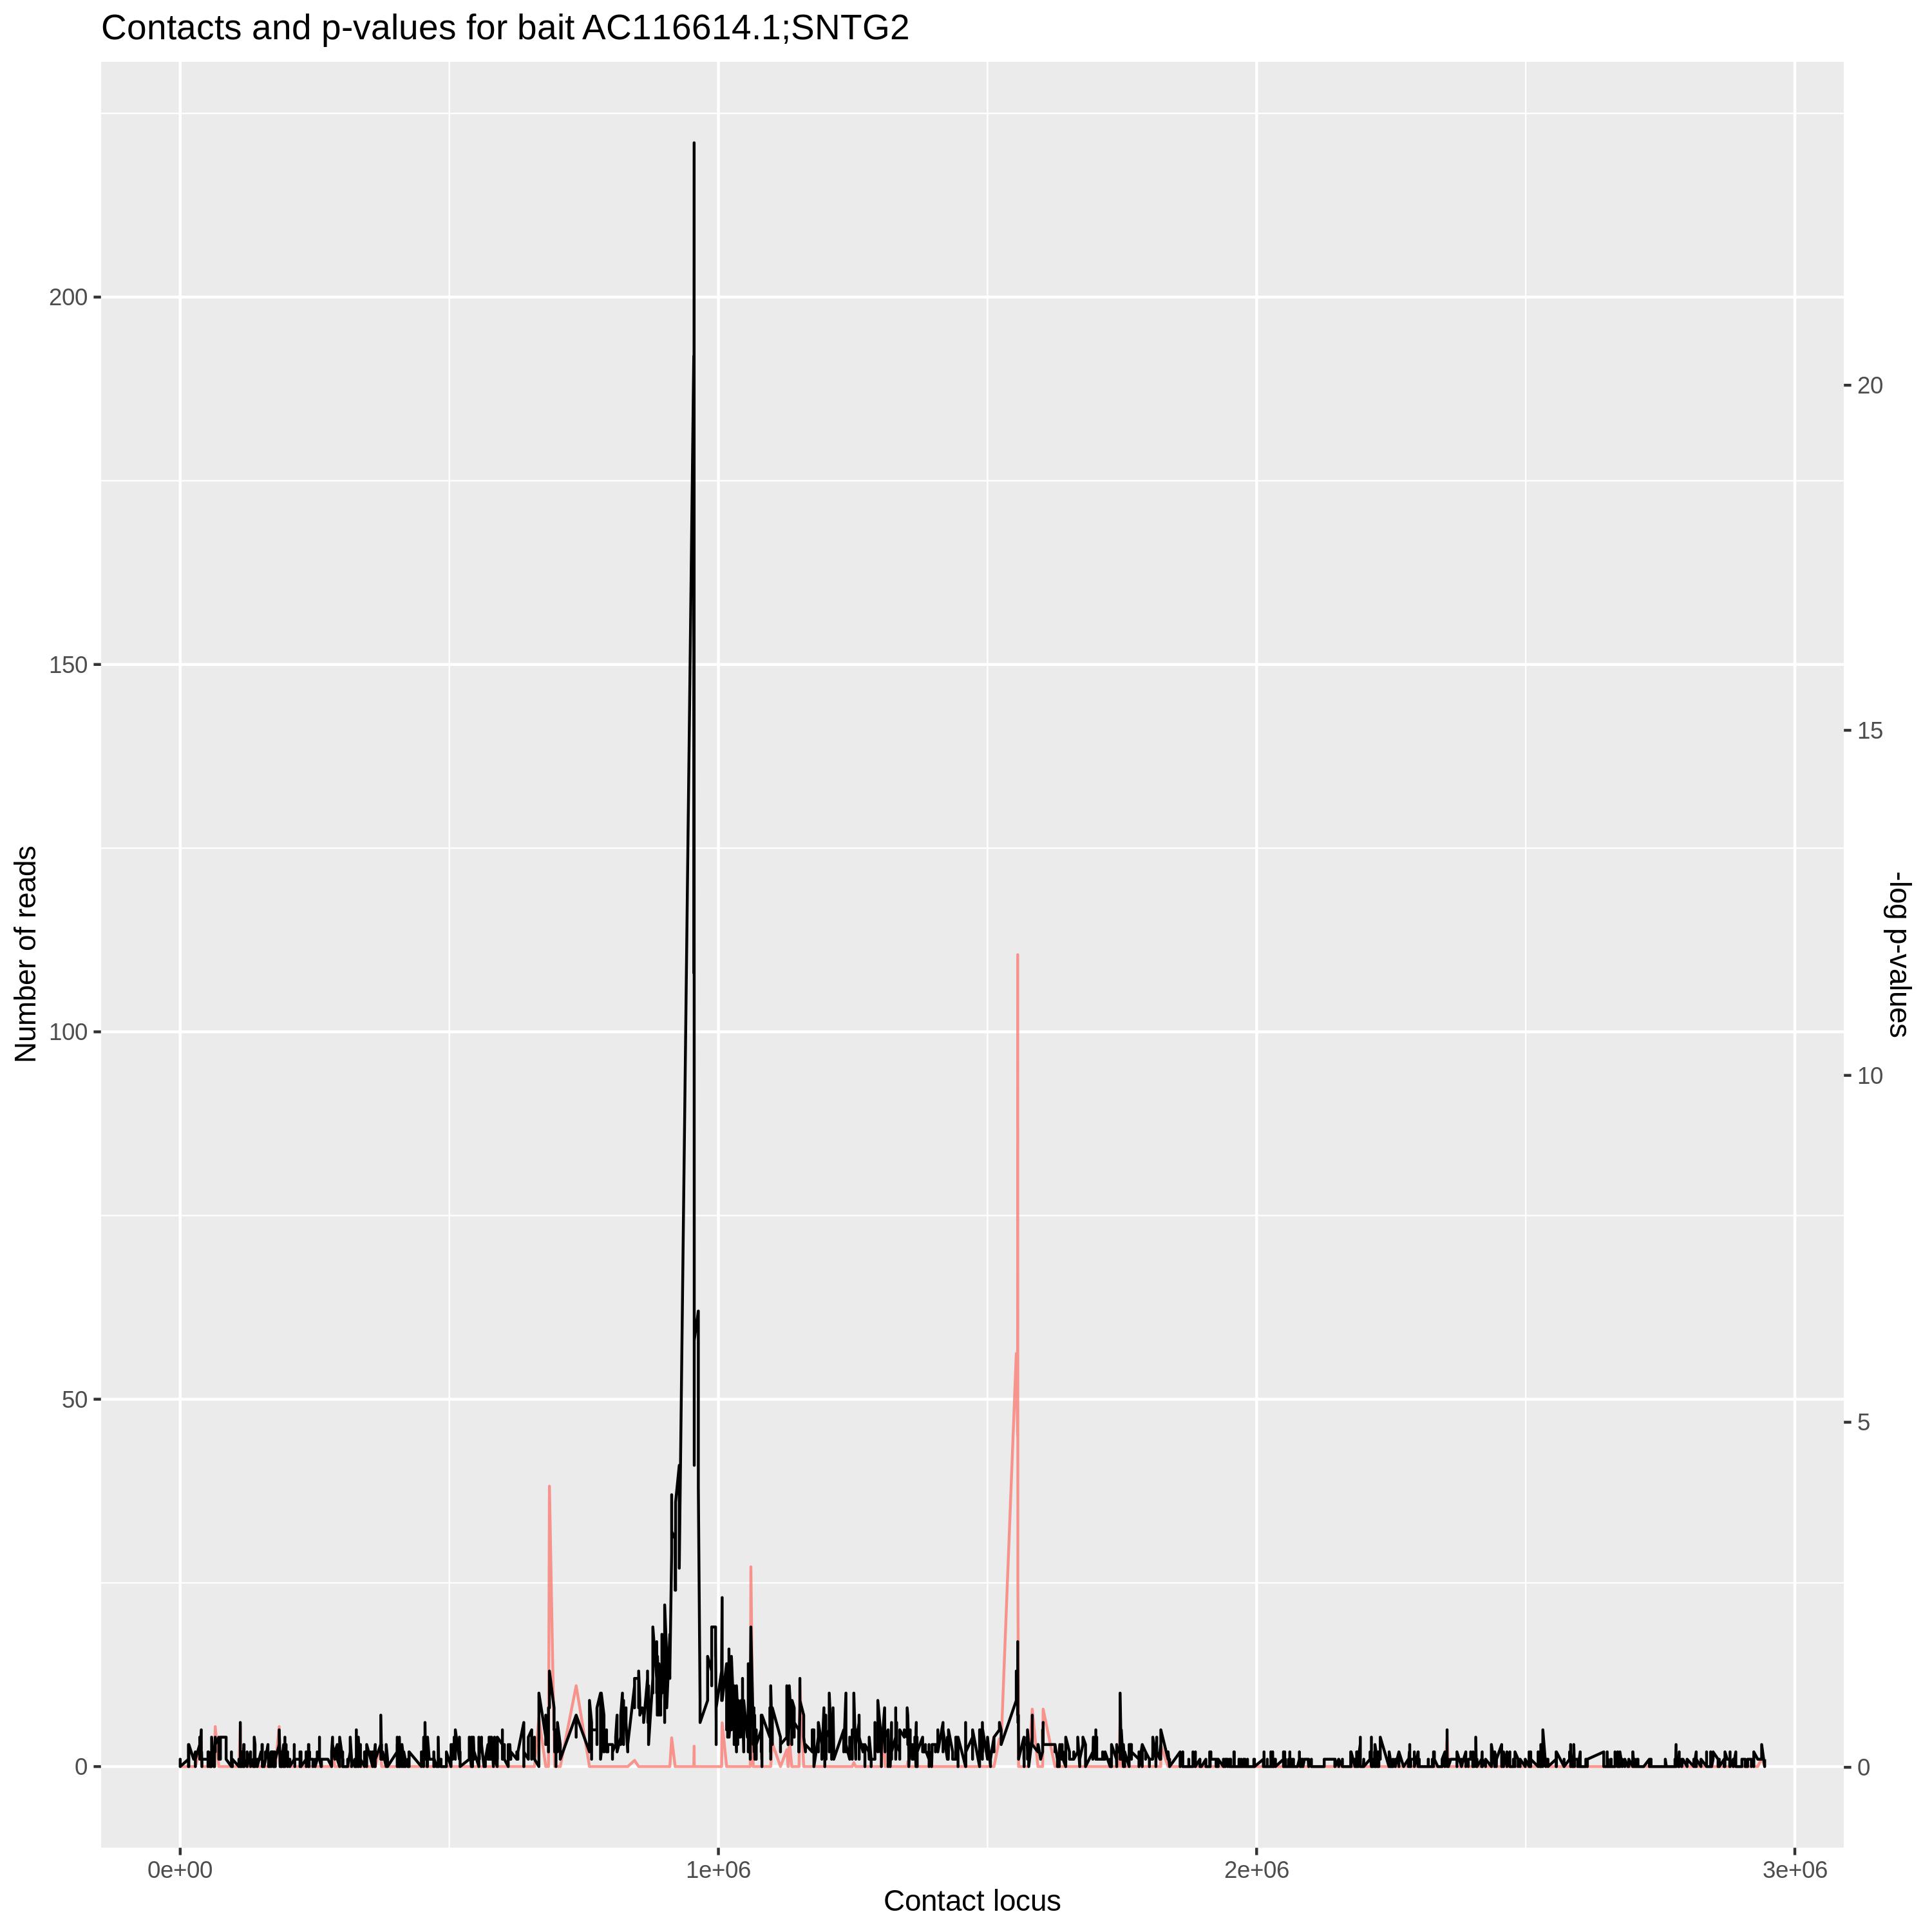 Contacts and p-values for bait AC116614.1;SNTG2
Number of reads
200
150
100
50
0
20
15
10
5
0
-log p-values
0e+00
1e+06
2e+06
3e+06
Contact locus